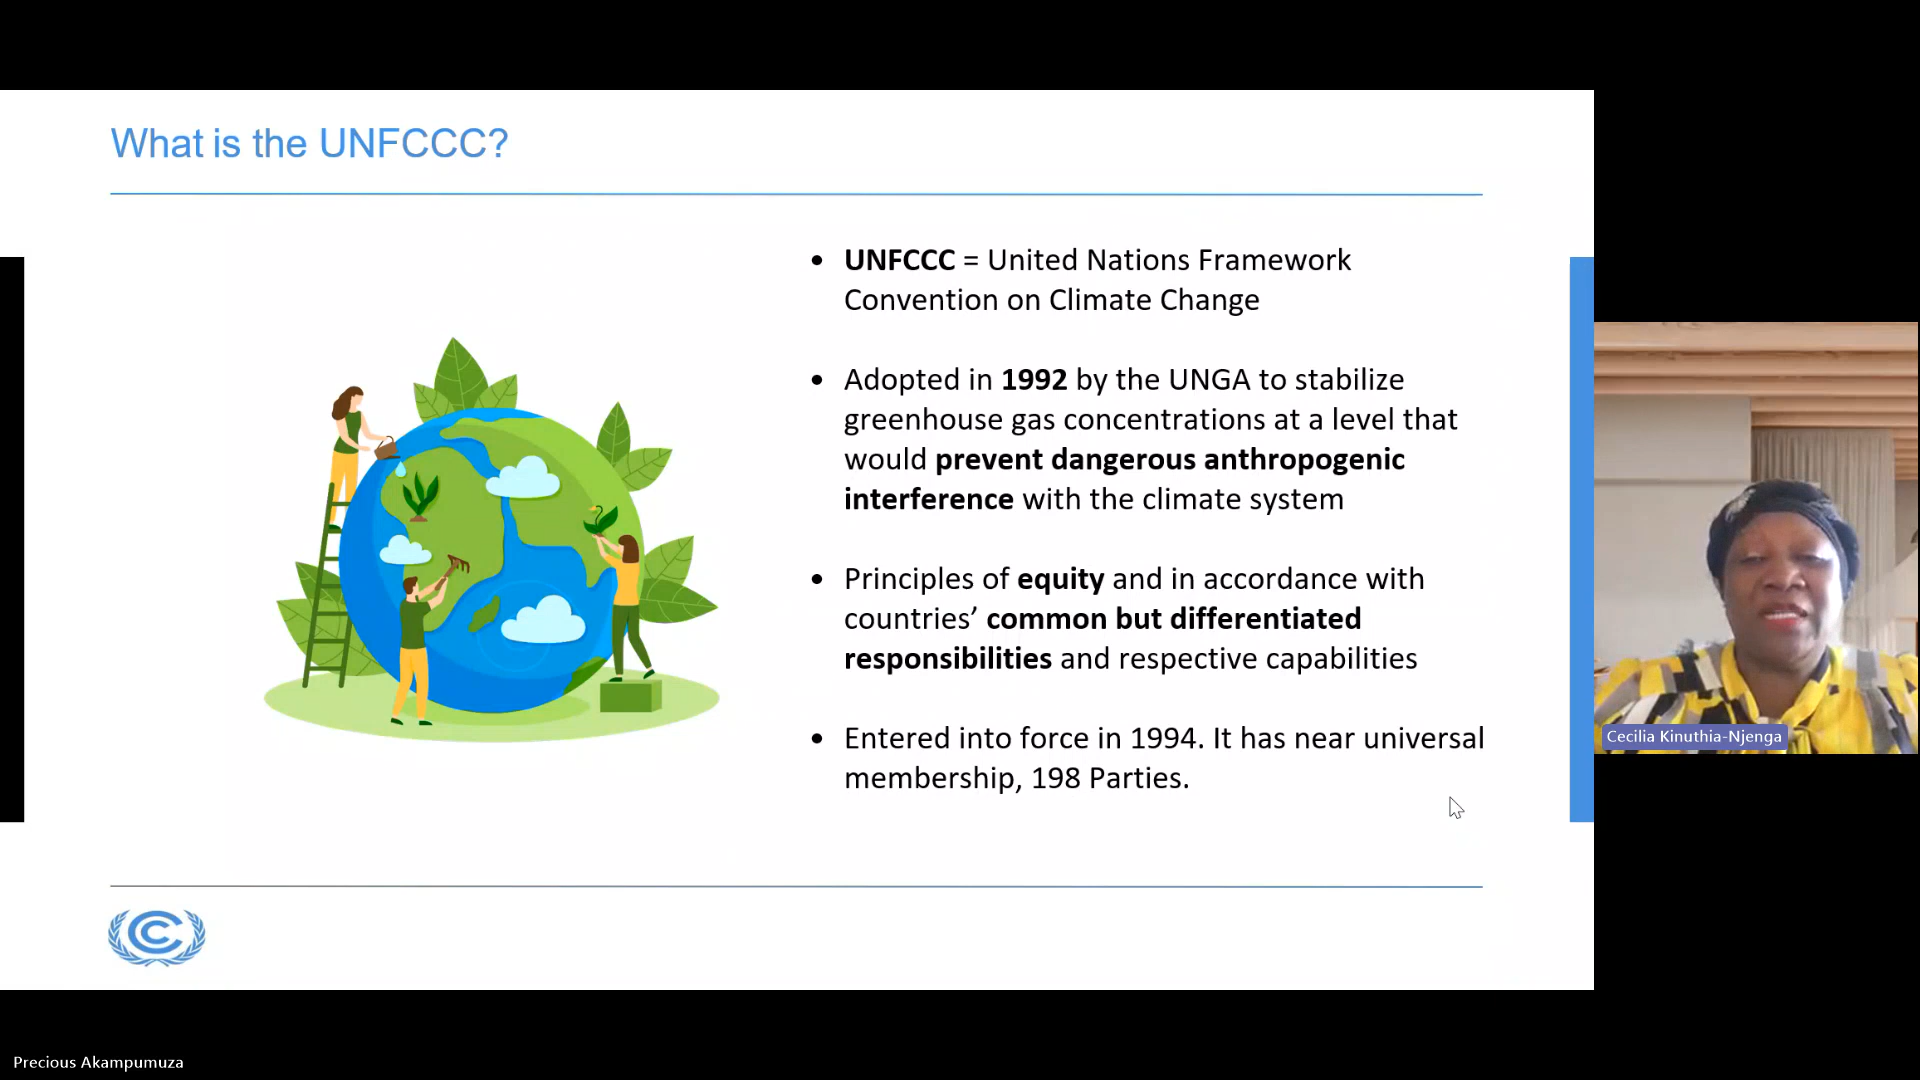 What is the UNFCCC?
• UNFCCC = United Nations Framework
Convention on Climate Change
• Adopted in 1992 by the UNGA to stabilize
greenhouse gas concentrations at a level that
would prevent dangerous anthropogenic
interference with the climate system
• Principles of equity and in accordance with
countries’ common but differentiated
responsibilities and respective capabilities
• Entered into force in 1994. It has near universal
membership, 198 Parties.
Cecilia Kinuthia-Njenga
Precious Akampumuza